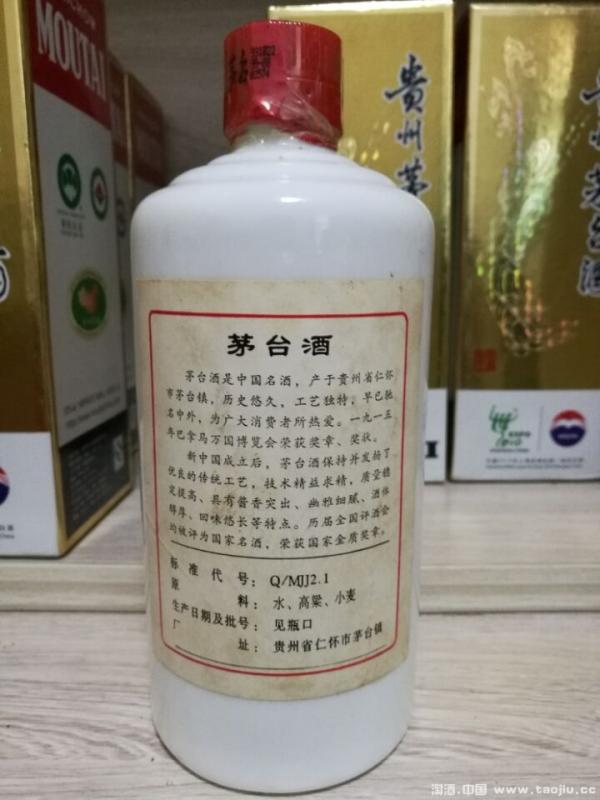 MOUTAI
贵州茅
茅台酒
EXPO
酒
茅台酒
茅台酒是中国名酒，产于贵州省仁怀
市茅台镇，历史悠久，工艺独特，早已驰
名中外，为广大消费者所热爱。一九一五
年巴拿马万国博览会荣获奖章、奖状。
新中国成立后，茅台酒保持并发扬了
优良的传统工艺，技术精益求精，质量稳
定提高、具有酱香突出、幽雅细腻、酒体
醇厚、回味悠长等特点。历届全国评酒会
均被评为国家名酒，荣获国家金质奖章。
标准代号：Q/MJJ2.1
原料：水、高粱、小麦
生产日期及批号：见瓶口
厂址：贵州省仁怀市茅台镇
淘酒.中国 www.taojiu.cc